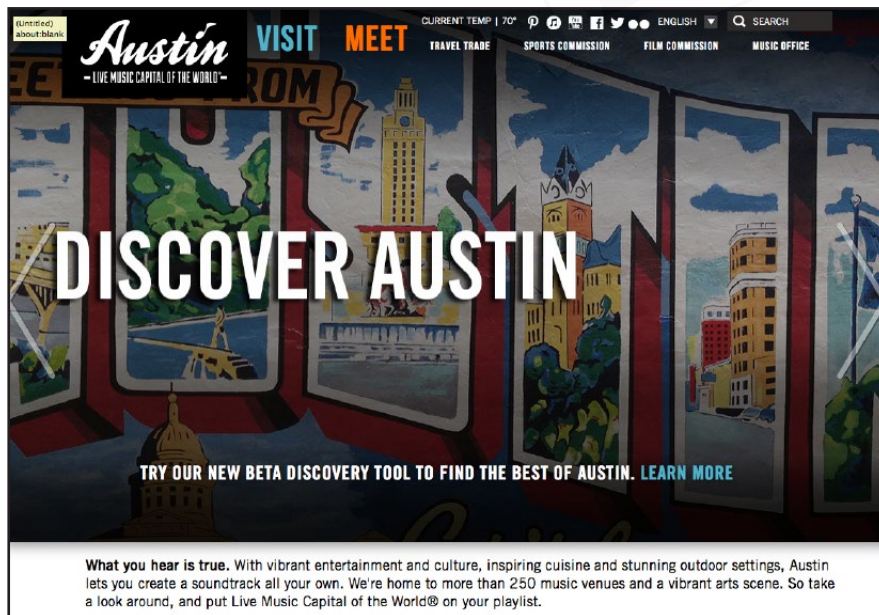 (Untitled)
about:blank
Austin
LIVE MUSIC CAPITAL OF THE WORLD®
VISIT MEET
CURRENT TEMP | 70° ENGLISH SEARCH
TRAVEL TRADE SPORTS COMMISSION FILM COMMISSION MUSIC OFFICE
FROM
DISCOVER AUSTIN
TRY OUR NEW BETA DISCOVERY TOOL TO FIND THE BEST OF AUSTIN. LEARN MORE
What you hear is true. With vibrant entertainment and culture, inspiring cuisine and stunning outdoor settings, Austin
lets you create a soundtrack all your own. We're home to more than 250 music venues and a vibrant arts scene. So take
a look around, and put Live Music Capital of the World® on your playlist.